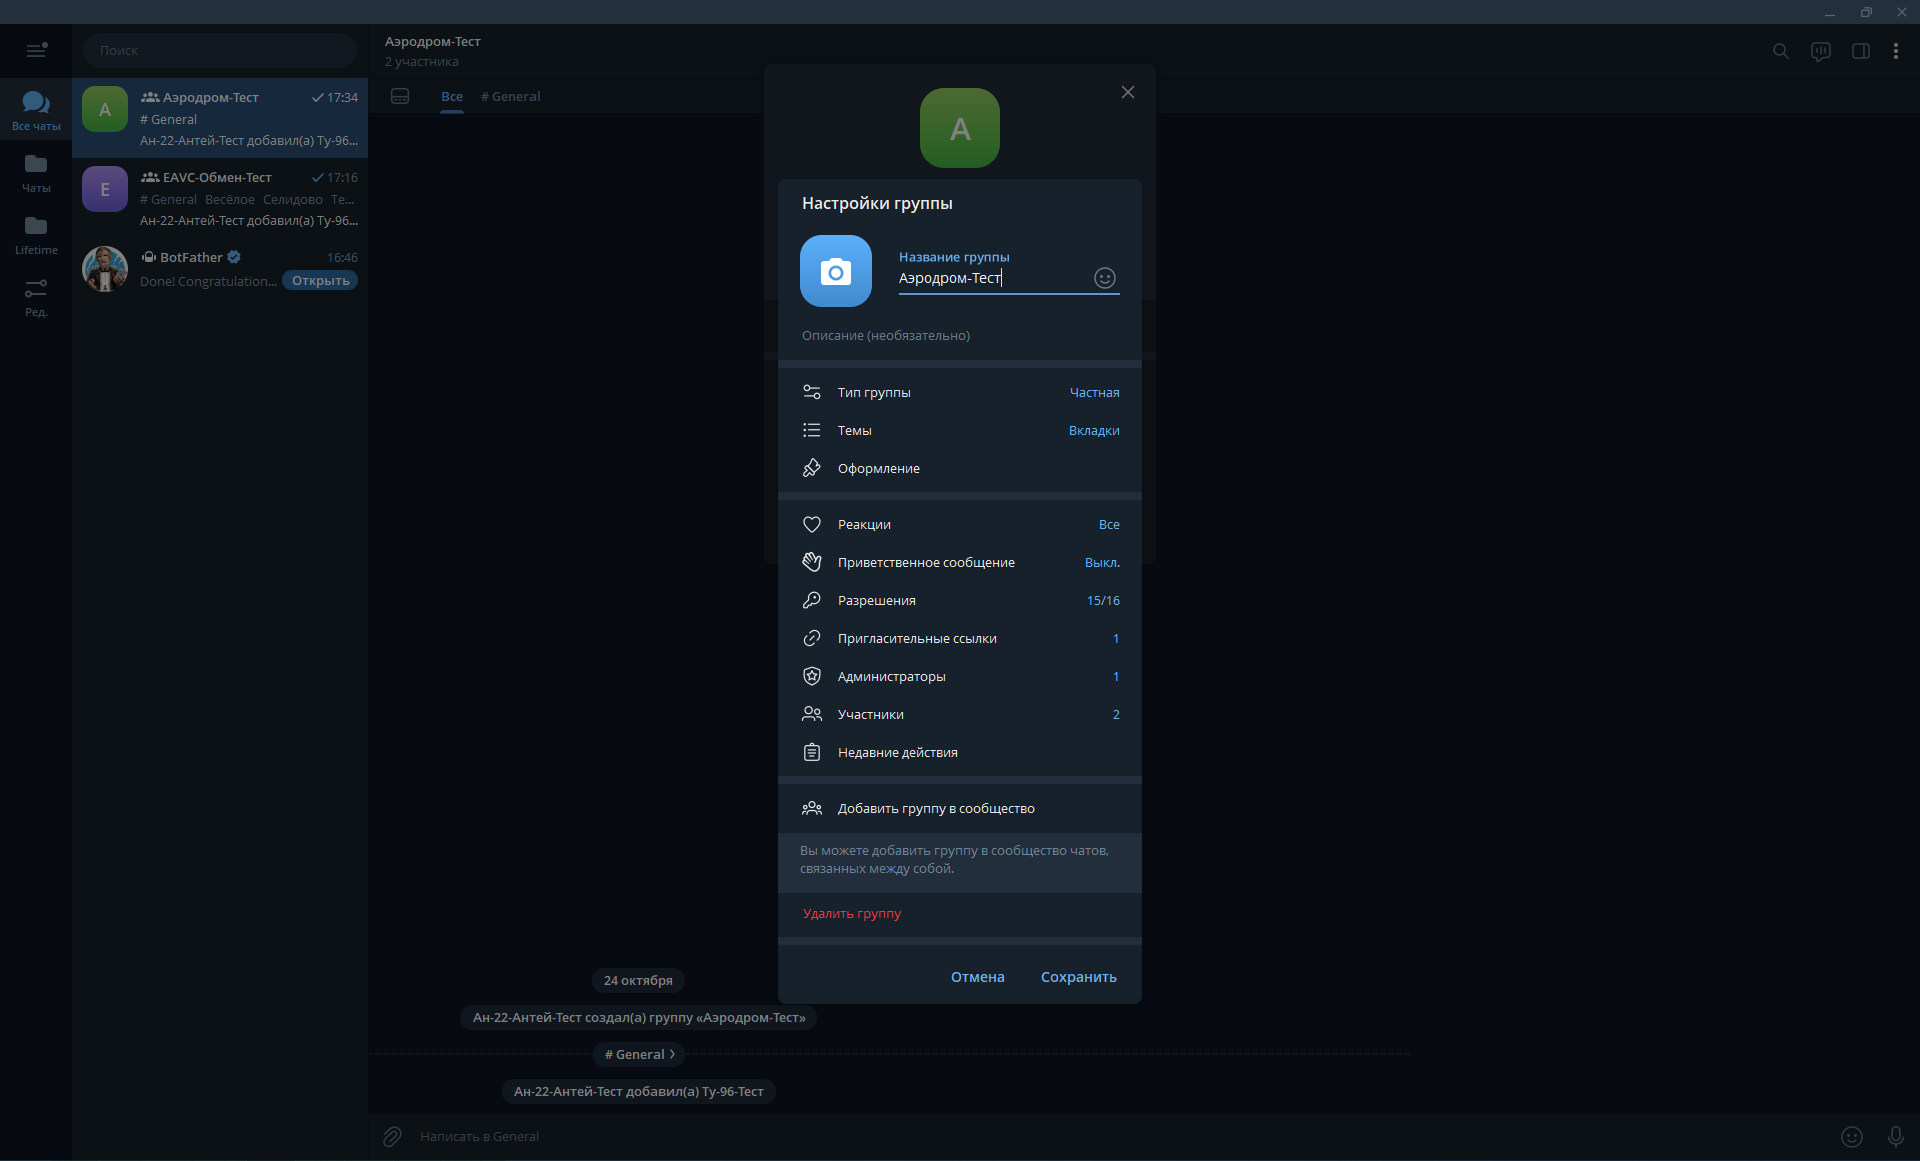 Поиск
Все чаты
Чаты
Lifetime
Ред.
А
Аэродром-Тест
17:34
# General
Ан-22-Антей-Тест добавил(а) Ту-96...
E
EAVC-Обмен-Тест
17:16
# General Весёлое Селидово Те...
Ан-22-Антей-Тест добавил(а) Ту-96...
BotFather
16:46
Done! Congratulation...
Открыть
Аэродром-Тест
2 участника
Все
# General
А
Настройки группы
Название группы
Аэродром-Тест
Описание (необязательно)
Тип группы
Частная
Темы
Вкладки
Оформление
Реакции
Все
Приветственное сообщение
Выкл.
Разрешения
15/16
Пригласительные ссылки
1
Администраторы
1
Участники
2
Недавние действия
Добавить группу в сообщество
Вы можете добавить группу в сообщество чатов,
связанных между собой.
Удалить группу
Отмена
Сохранить
24 октября
Ан-22-Антей-Тест создал(а) группу «Аэродром-Тест»
# General
Ан-22-Антей-Тест добавил(а) Ту-96-Тест
Написать в General